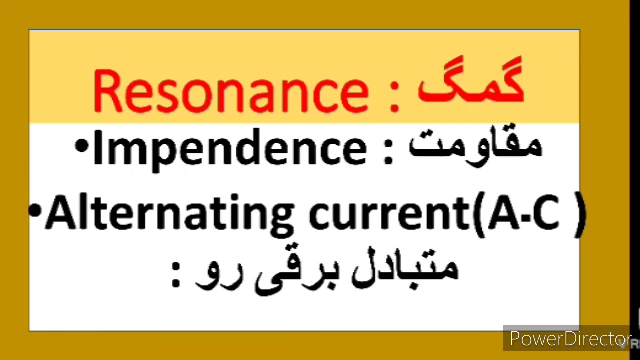 Resonance : گمگ
•Impendence : مقاومت
•Alternating current(A-C )
متبادل برقی رو :
PowerDirector